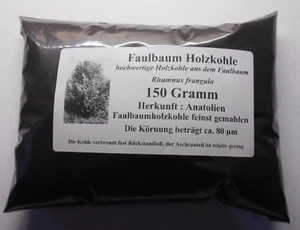 Faulbaum Holzkohle
hochwertige Holzkohle aus dem Faulbaum
Rhamnus frangula
150 Gramm
Herkunft : Anatolien
Faulbaumholzkohle feinst gemahlen
Die Körnung beträgt ca. 80 µm
Die Kohle verbrennt fast Rückstandfloß, der Ascheanteil ist relativ gering